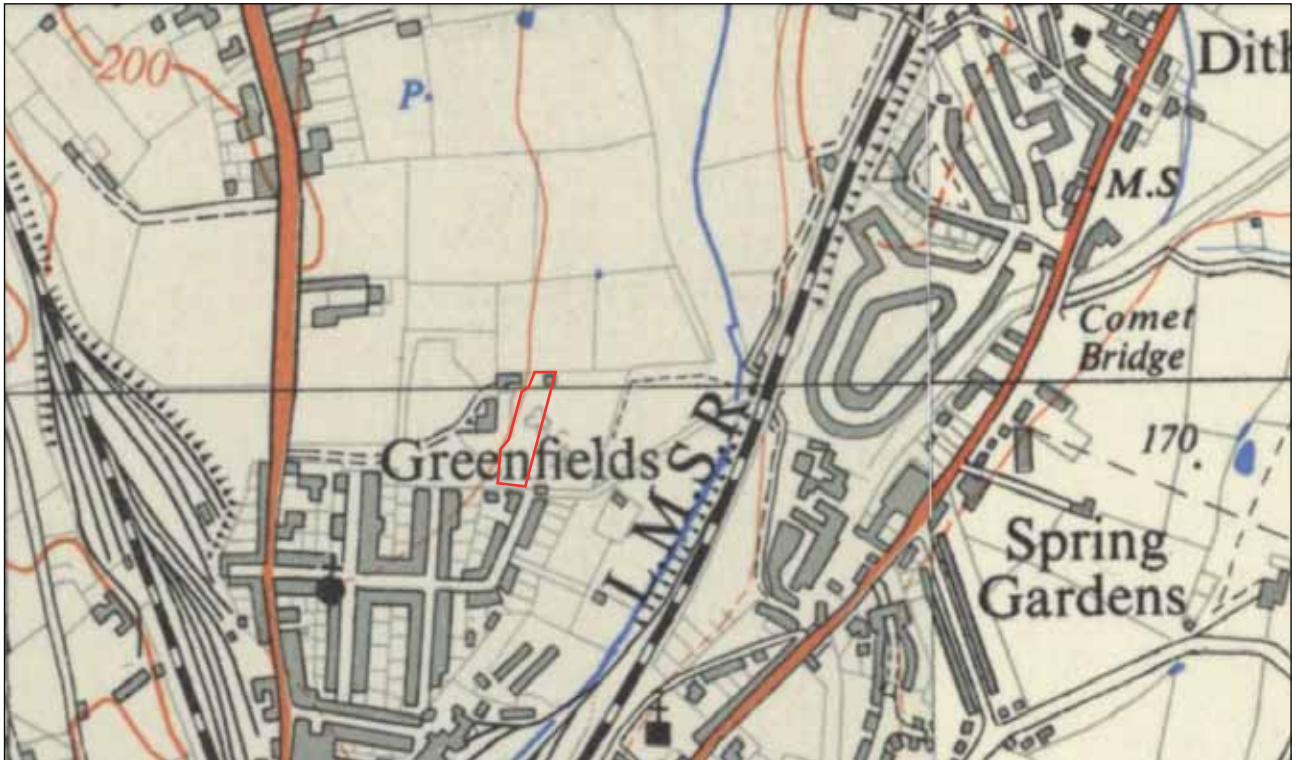 200
P
Dith
M.S
Comet
Bridge
170
Greenfields
L.M.S.R.
Spring
Gardens